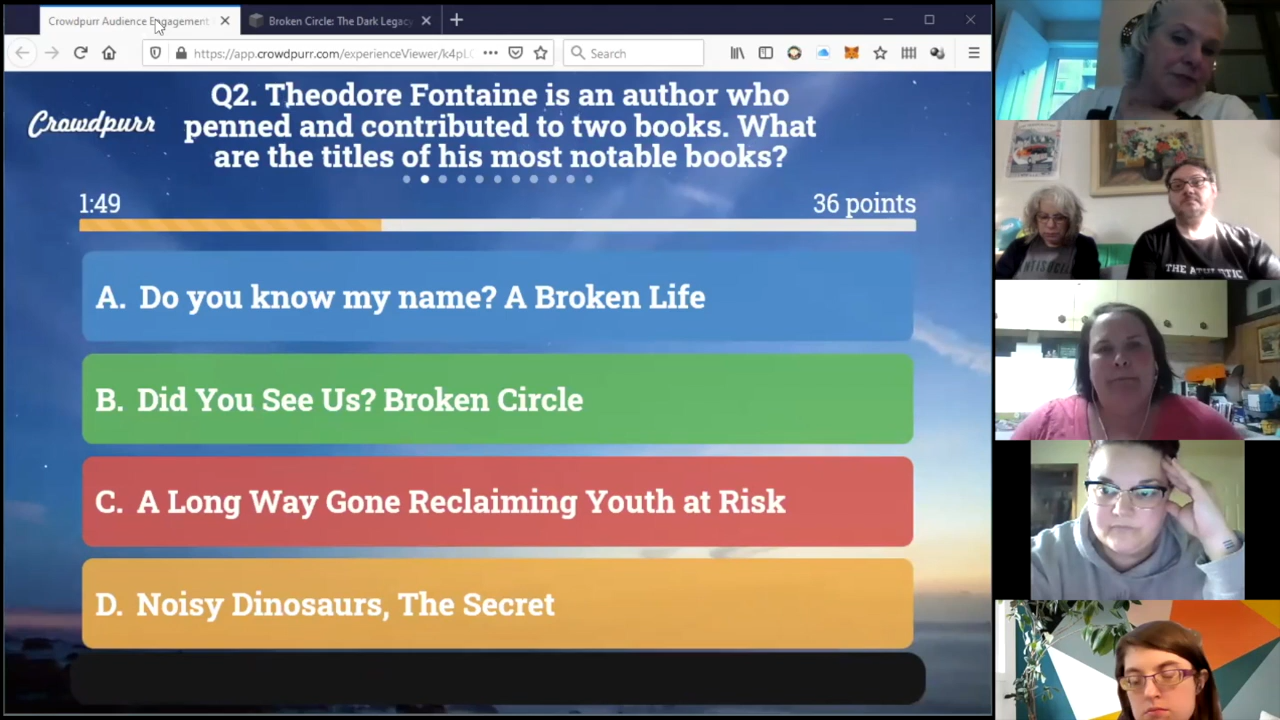 Crowdpurr Audience Engagement
Broken Circle: The Dark Legacy
https://app.crowdpurr.com/experienceViewer/k4pL
Search
Crowdpurr
Q2. Theodore Fontaine is an author who
penned and contributed to two books. What
are the titles of his most notable books?
1:49
36 points
A. Do you know my name? A Broken Life
B. Did You See Us? Broken Circle
C. A Long Way Gone Reclaiming Youth at Risk
D. Noisy Dinosaurs, The Secret
THE ATHLETIC